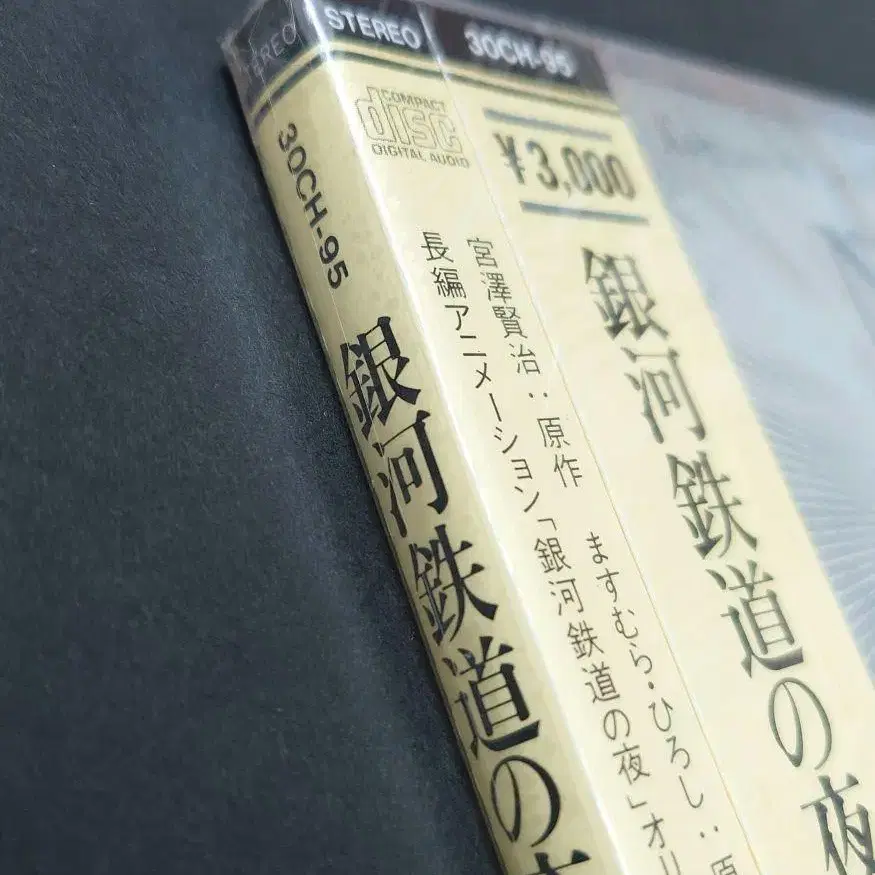 STEREO
STEREO
30CH-95
COMPACT
disc
DIGITAL AUDIO
¥3,000
30CH-95
銀河鉄道の夜
宮澤賢治:原作 ますむら・ひろし:原
長編アニメーション「銀河鉄道の夜」オリ
銀河鉄道の